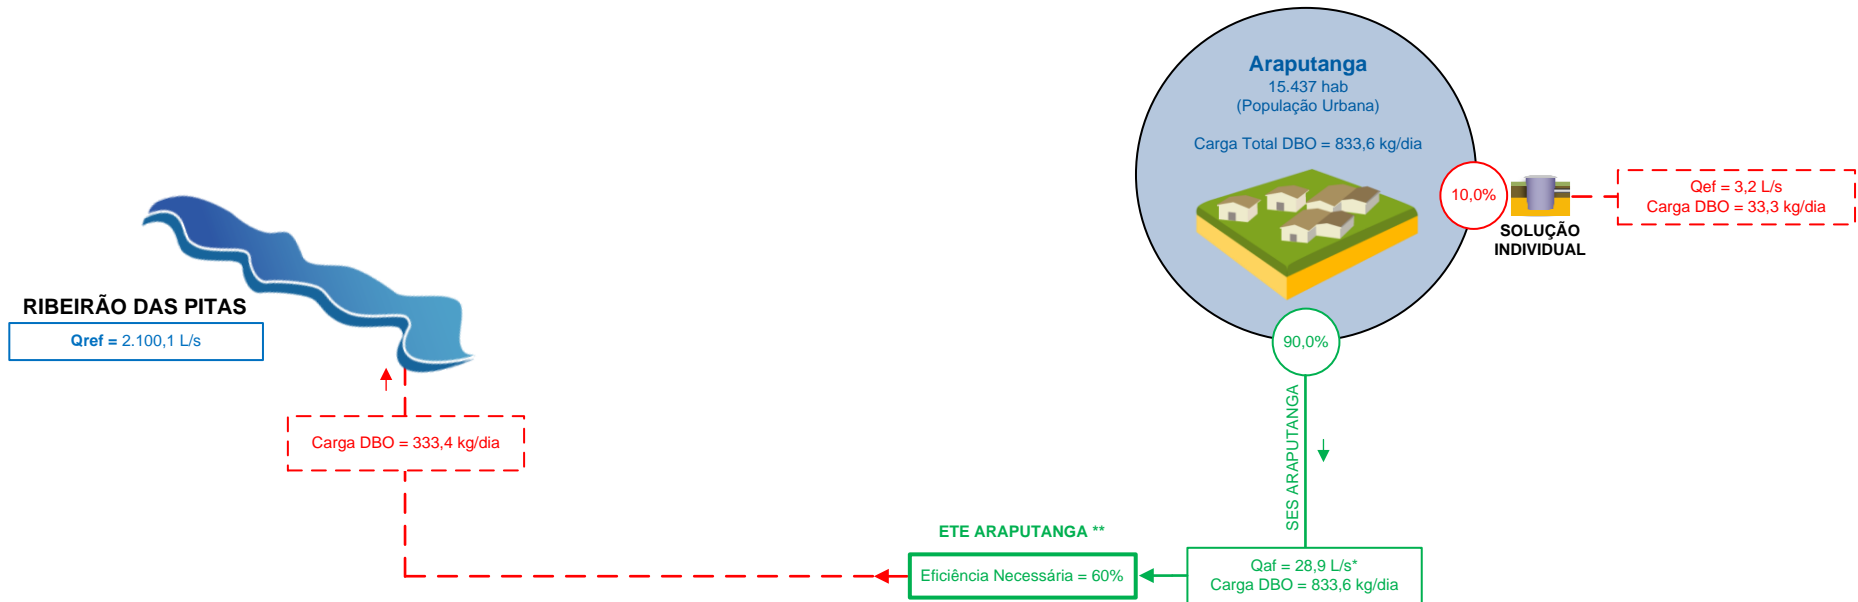 Araputanga
15.437 hab
(População Urbana)
Carga Total DBO = 833,6 kg/dia
10,0%
SOLUÇÃO
INDIVIDUAL
Qef = 3,2 L/s
Carga DBO = 33,3 kg/dia
RIBEIRÃO DAS PITAS
Qref = 2.100,1 L/s
90,0%
SES ARAPUTANGA
Carga DBO = 333,4 kg/dia
ETE ARAPUTANGA **
Eficiência Necessária = 60%
Qaf = 28,9 L/s*
Carga DBO = 833,6 kg/dia